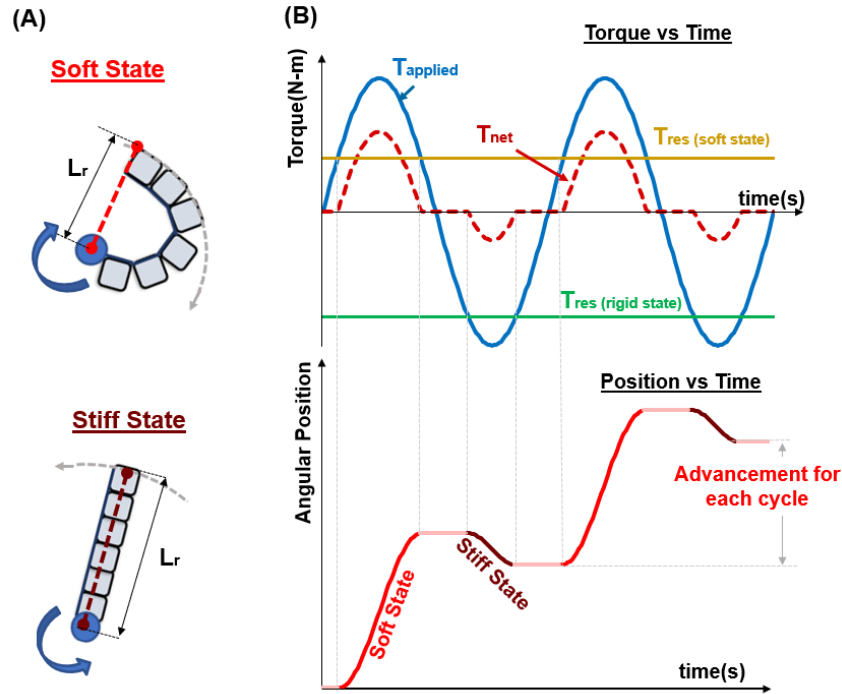 (A)
Soft State
Lr
Stiff State
Lr
(B)
Torque vs Time
Torque(N-m)
Tapplied
Tnet
Tres (soft state)
time(s)
Tres (rigid state)
Position vs Time
Angular Position
Soft State
Stiff State
Advancement for
each cycle
time(s)